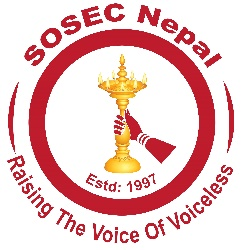 SOSEC Nepal
Estd: 1997
Raising The Voice Of Voiceless